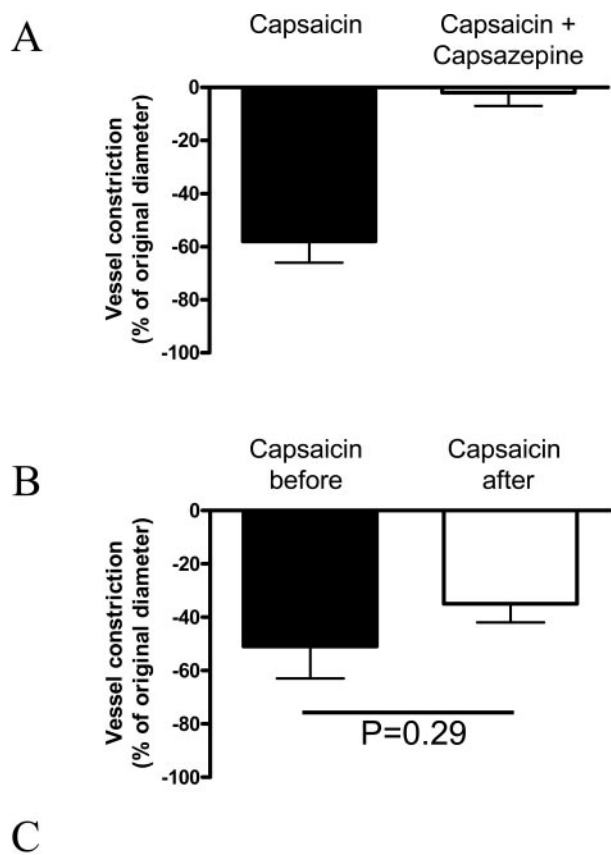 A
Capsaicin
Capsaicin +
Capsazepine
Vessel constriction
(% of original diameter)
0
-20
-40
-60
-80
-100
B
Capsaicin
before
Capsaicin
after
Vessel constriction
(% of original diameter)
0
-20
-40
-60
-80
-100
P=0.29
C